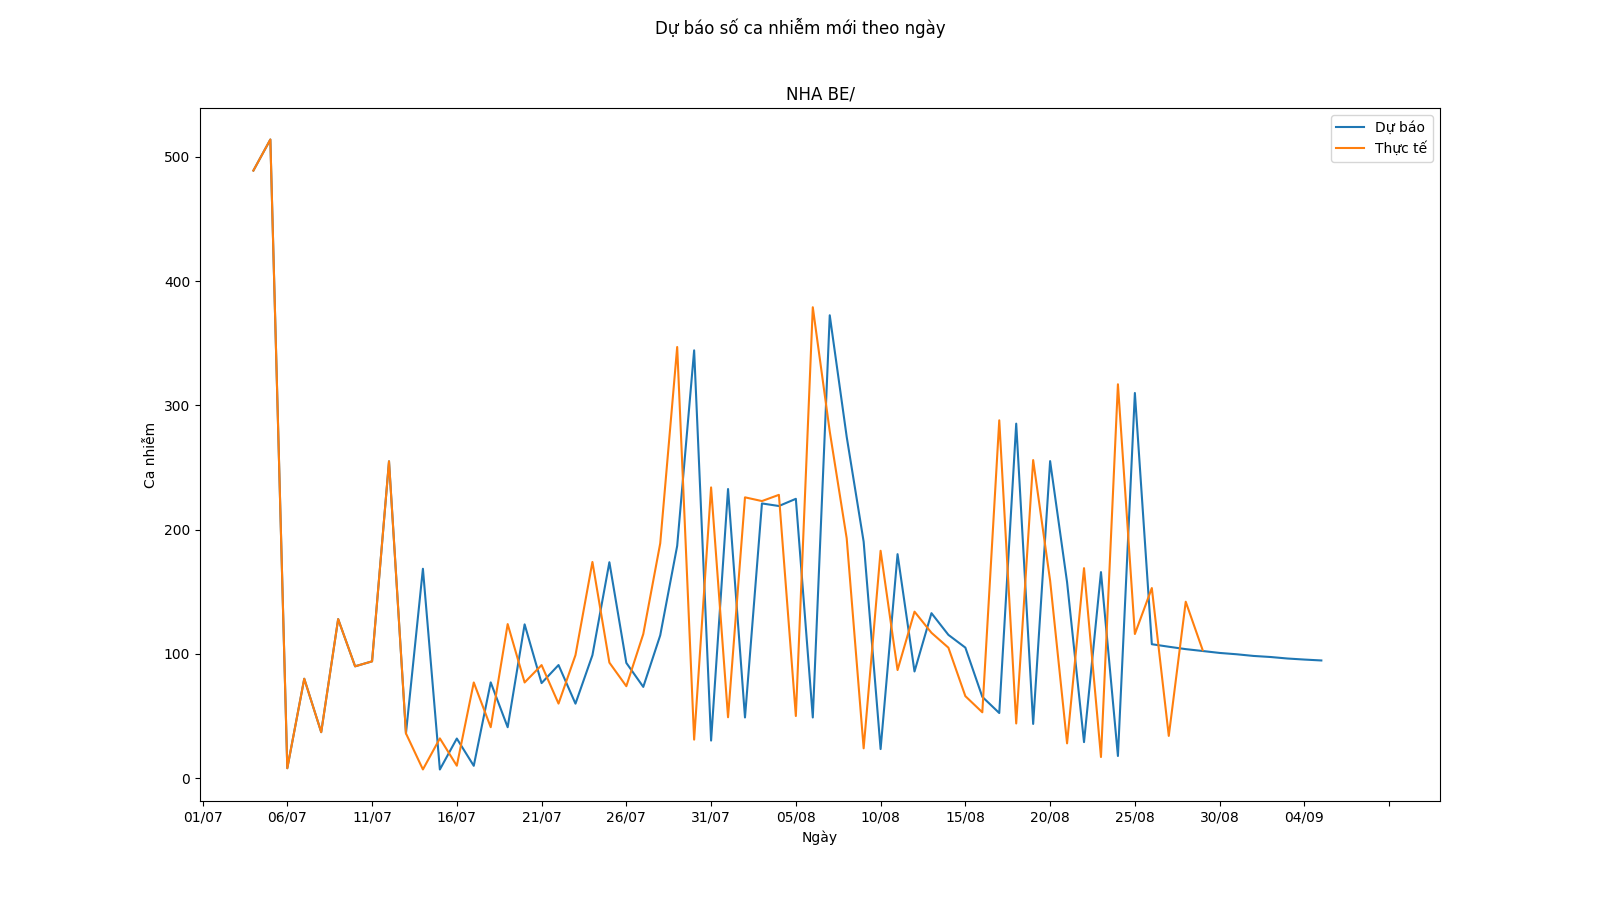 Dự báo số ca nhiễm mới theo ngày
NHA BE/
Dự báo
Thực tế
500
400
300
200
100
0
Ca nhiễm
01/07 06/07 11/07 16/07 21/07 26/07 31/07 05/08 10/08 15/08 20/08 25/08 30/08 04/09
Ngày